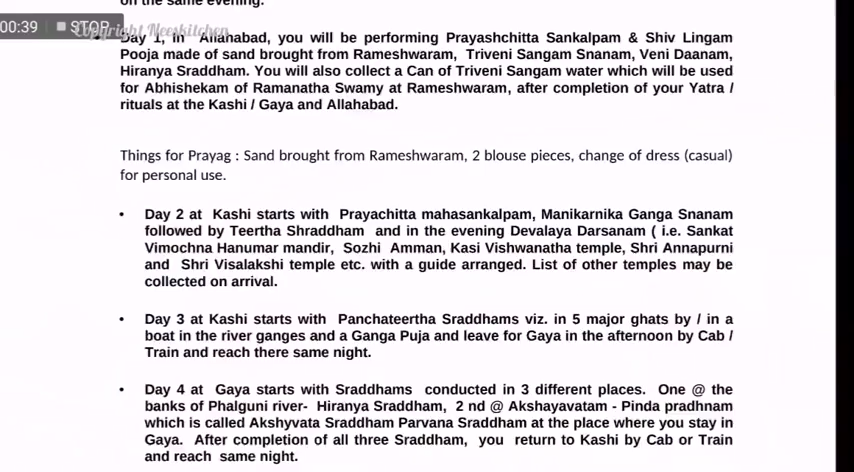 on the same evening.
00:39 STOP
Copyright Neeskitchen
Day 1, in Allahabad, you will be performing Prayashchitta Sankalpam & Shiv Lingam
Pooja made of sand brought from Rameshwaram, Triveni Sangam Snanam, Veni Daanam,
Hiranya Sraddham. You will also collect a Can of Triveni Sangam water which will be used
for Abhishekam of Ramanatha Swamy at Rameshwaram, after completion of your Yatra /
rituals at the Kashi / Gaya and Allahabad.
Things for Prayag : Sand brought from Rameshwaram, 2 blouse pieces, change of dress (casual)
for personal use.
• Day 2 at Kashi starts with Prayachitta mahasankalpam, Manikarnika Ganga Snanam
followed by Teertha Shraddham and in the evening Devalaya Darsanam ( i.e. Sankat
Vimochna Hanumar mandir, Sozhi Amman, Kasi Vishwanatha temple, Shri Annapurni
and Shri Visalakshi temple etc. with a guide arranged. List of other temples may be
collected on arrival.
• Day 3 at Kashi starts with Panchateertha Sraddhams viz. in 5 major ghats by / in a
boat in the river ganges and a Ganga Puja and leave for Gaya in the afternoon by Cab /
Train and reach there same night.
• Day 4 at Gaya starts with Sraddhams conducted in 3 different places. One @ the
banks of Phalguni river- Hiranya Sraddham, 2 nd @ Akshayavatam - Pinda pradhnam
which is called Akshyvata Sraddham Parvana Sraddham at the place where you stay in
Gaya. After completion of all three Sraddham, you return to Kashi by Cab or Train
and reach same night.